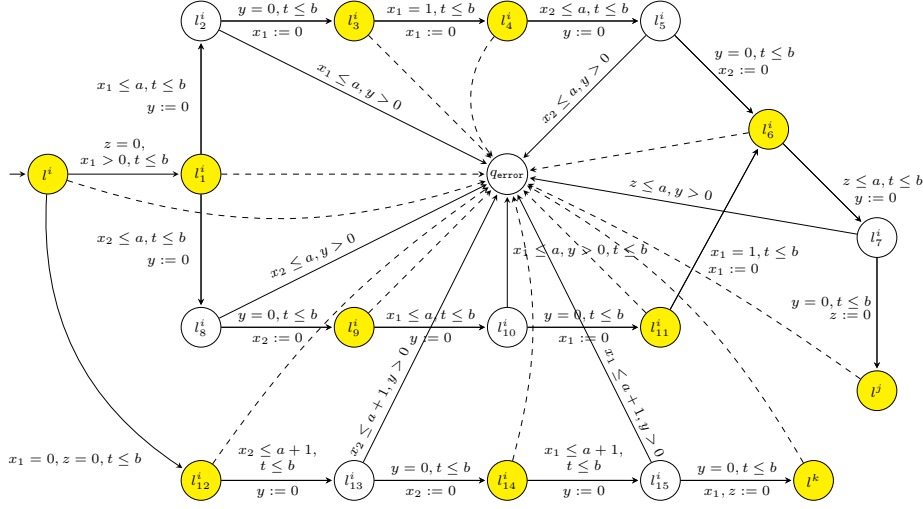 l_2^i
y = 0, t ≤ b
x_1 := 0
l_3^i
x_1 = 1, t ≤ b
x_1 := 0
l_4^i
x_2 ≤ a, t ≤ b
y := 0
l_5^i
y = 0, t ≤ b
x_2 := 0
x_1 ≤ a, t ≤ b
y := 0
x_1 ≤ a, y > 0
x_2 ≤ a, y > 0
l_6^i
z = 0,
x_1 > 0, t ≤ b
l^i
l_1^i
q_error
z ≤ a, y > 0
z ≤ a, t ≤ b
y := 0
l_7^i
x_2 ≤ a, t ≤ b
y := 0
x_2 ≤ a, y > 0
x_1 ≤ a, y > 0, t ≤ b
x_1 = 1, t ≤ b
x_1 := 0
y = 0, t ≤ b
z := 0
l_8^i
y = 0, t ≤ b
x_2 := 0
l_9^i
x_1 ≤ a, t ≤ b
y := 0
l_10^i
y = 0, t ≤ b
x_1 := 0
l_11^i
l^j
x_2 ≤ a + 1, y > 0
x_1 ≤ a + 1, y > 0
x_1 = 0, z = 0, t ≤ b
l_12^i
x_2 ≤ a + 1,
t ≤ b
y := 0
l_13^i
y = 0, t ≤ b
x_2 := 0
l_14^i
x_1 ≤ a + 1,
t ≤ b
y := 0
l_15^i
y = 0, t ≤ b
x_1, z := 0
l^k